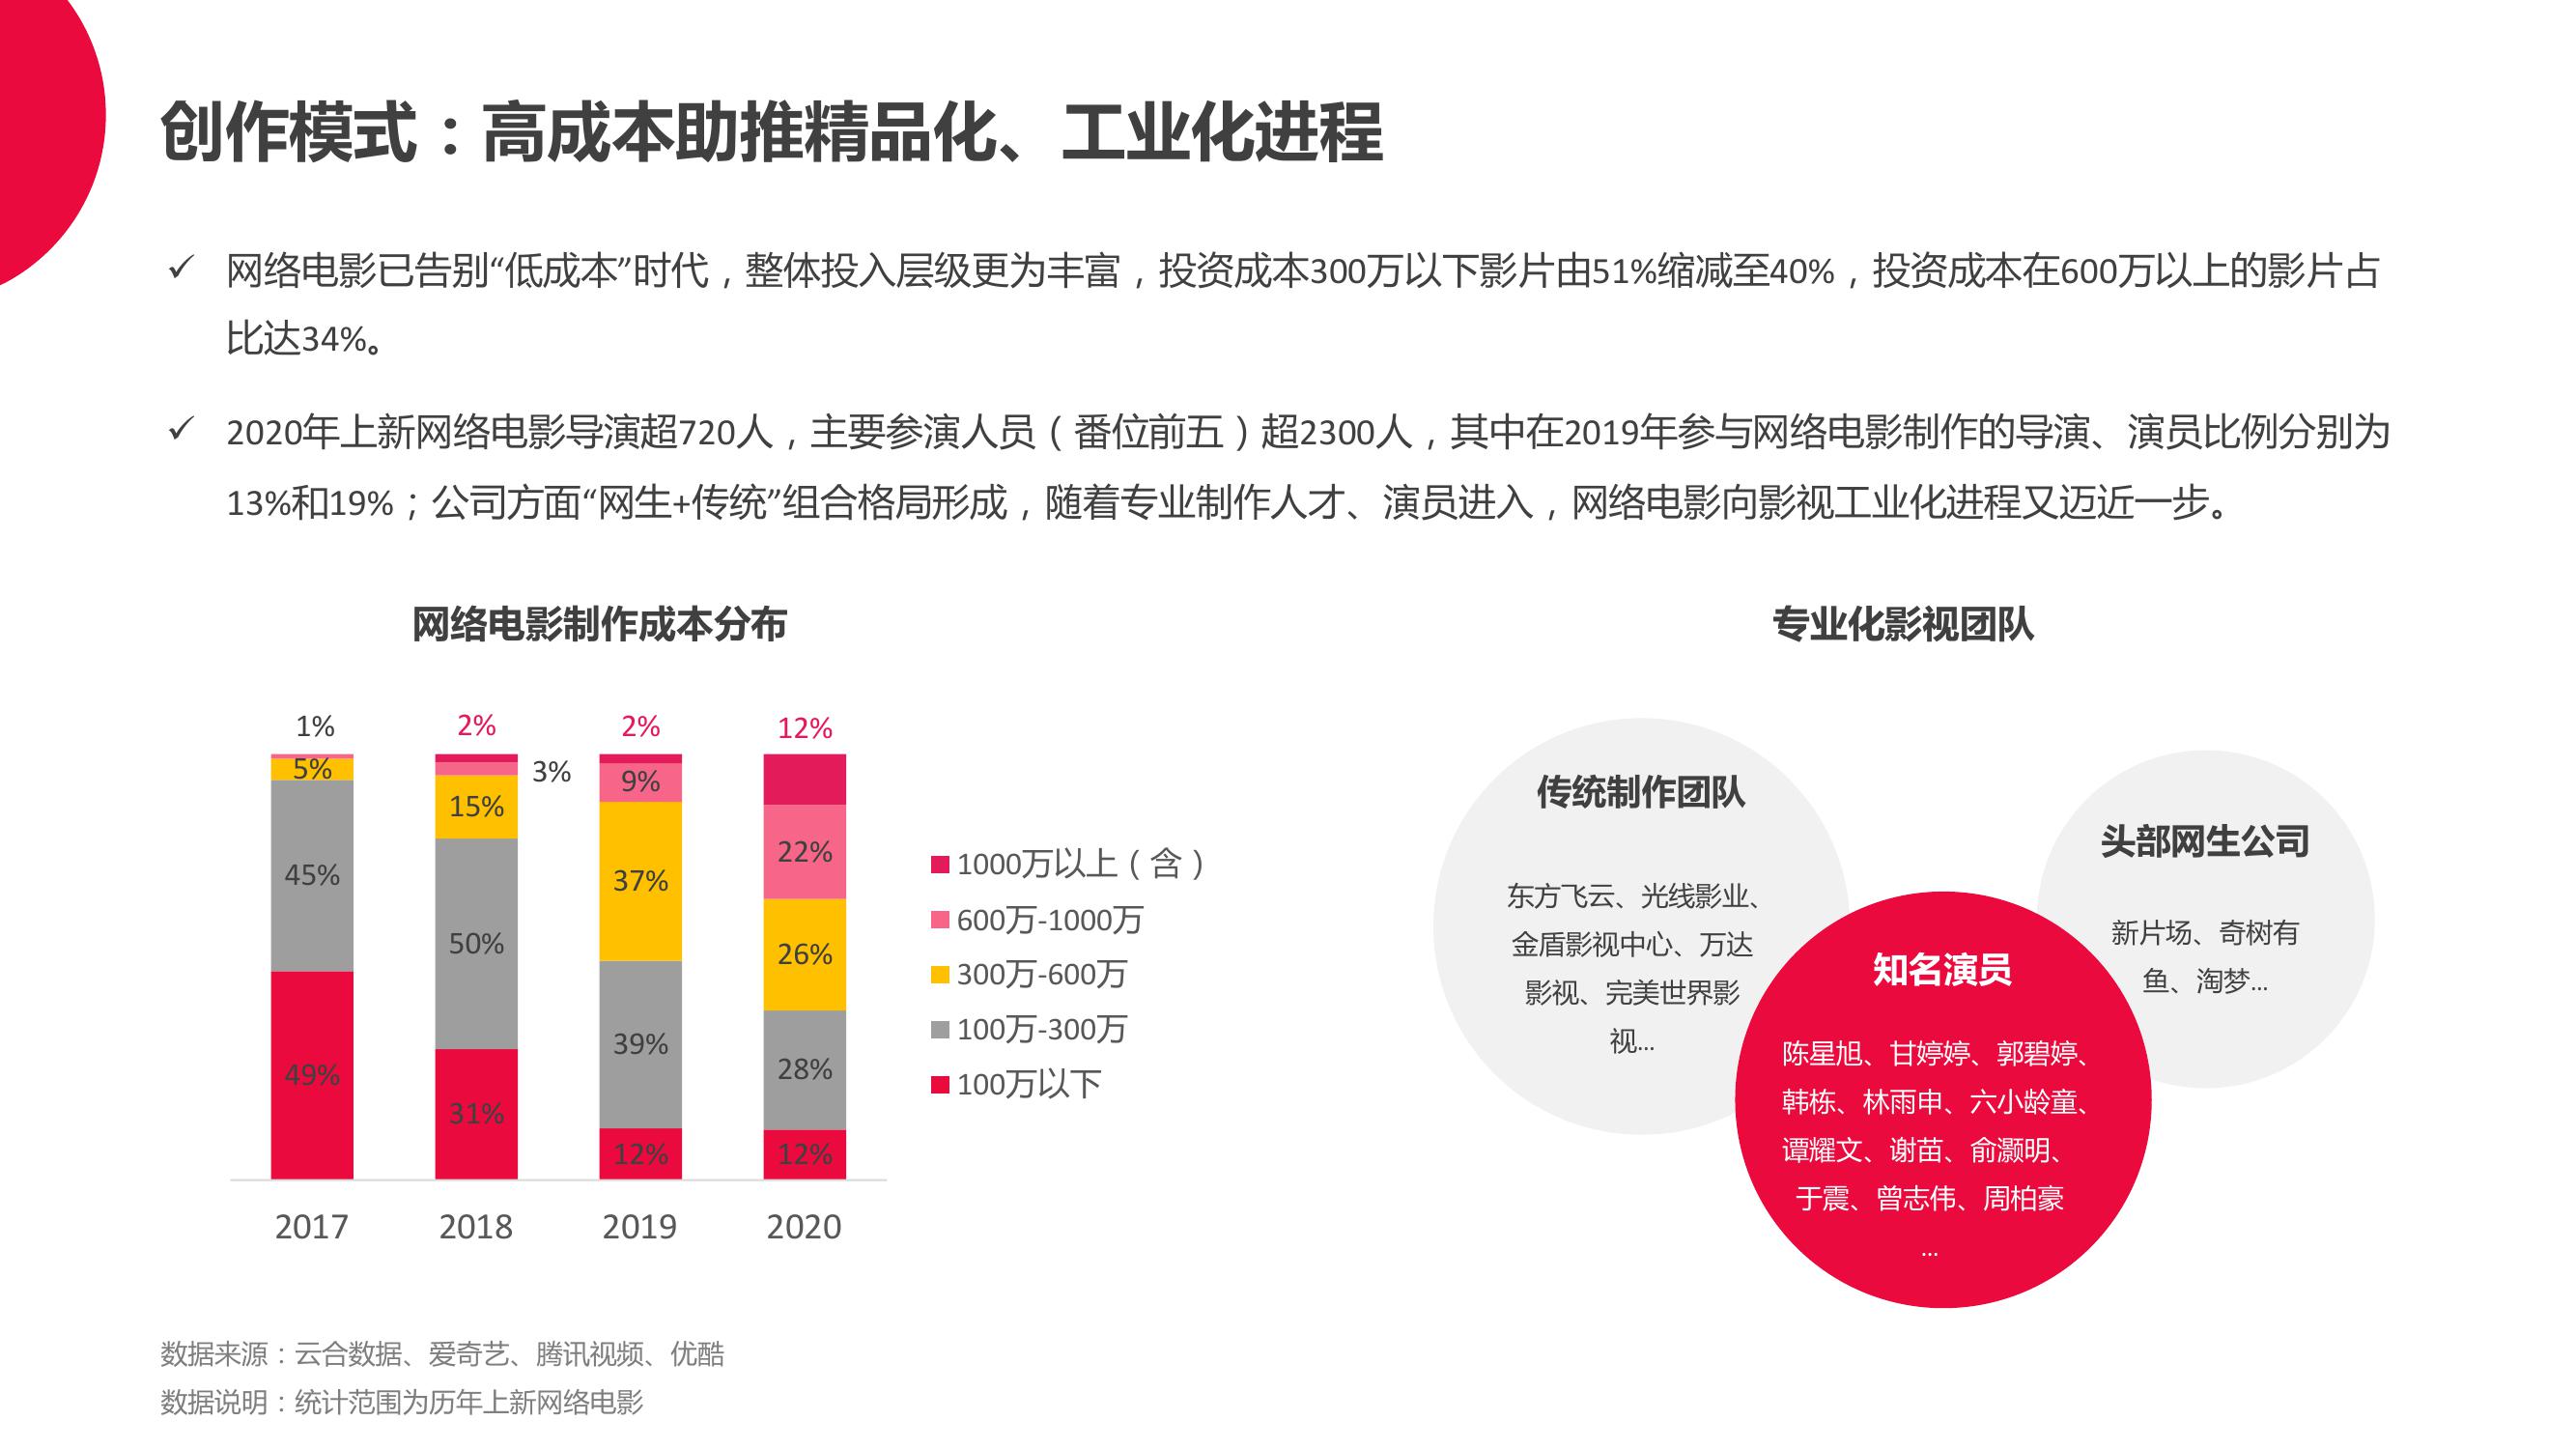 创作模式：高成本助推精品化、工业化进程
✓ 网络电影已告别“低成本”时代，整体投入层级更为丰富，投资成本300万以下影片由51%缩减至40%，投资成本在600万以上的影片占
比达34%。
✓ 2020年上新网络电影导演超720人，主要参演人员（番位前五）超2300人，其中在2019年参与网络电影制作的导演、演员比例分别为
13%和19%；公司方面“网生+传统”组合格局形成，随着专业制作人才、演员进入，网络电影向影视工业化进程又迈近一步。
网络电影制作成本分布
1% 2% 2% 12%
5% 3% 9%
15%
22%
45% 37%
50% 26%
39% 28%
49% 31%
12% 12%
2017 2018 2019 2020
1000万以上（含）
600万-1000万
300万-600万
100万-300万
100万以下
专业化影视团队
传统制作团队
东方飞云、光线影业、
金盾影视中心、万达
影视、完美世界影
视...
头部网生公司
新片场、奇树有
鱼、淘梦...
知名演员
陈星旭、甘婷婷、郭碧婷、
韩栋、林雨申、六小龄童、
谭耀文、谢苗、俞灏明、
于震、曾志伟、周柏豪
...
数据来源：云合数据、爱奇艺、腾讯视频、优酷
数据说明：统计范围为历年上新网络电影